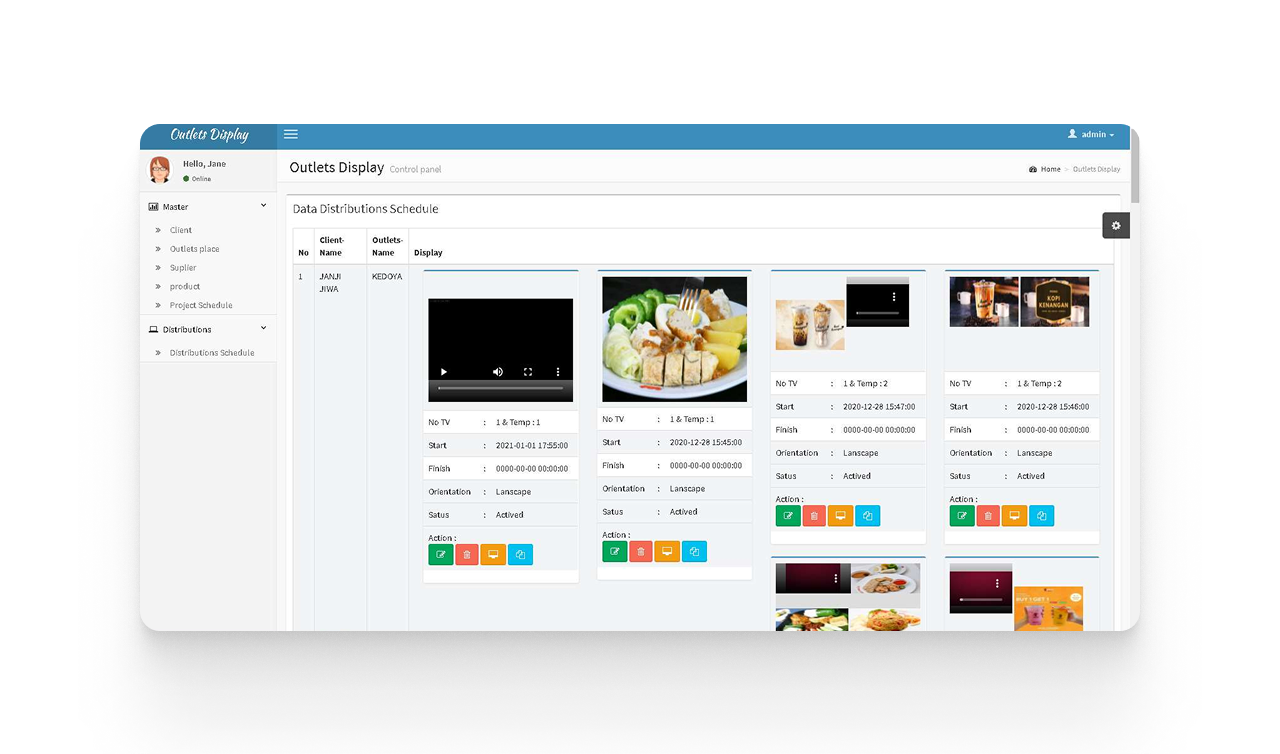 Outlets Display
admin
Hello, Jane
Online
Outlets Display Control panel
Home > Outlets Display
Master
Client
Outlets place
Suplier
product
Project Schedule
Distributions
Distributions Schedule
Data Distributions Schedule
No Client-Name Outlets-Name Display
1 JANJI JIWA KEDOYA
No TV : 1 & Temp : 1
Start : 2021-01-01 17:55:00
Finish : 0000-00-00 00:00:00
Orientation : Lanscape
Satus : Actived
Action :
No TV : 1 & Temp : 1
Start : 2020-12-28 15:45:00
Finish : 0000-00-00 00:00:00
Orientation : Lanscape
Satus : Actived
Action :
No TV : 1 & Temp : 2
Start : 2020-12-28 15:47:00
Finish : 0000-00-00 00:00:00
Orientation : Lanscape
Satus : Actived
Action :
KOPI
KENANGAN
No TV : 1 & Temp : 2
Start : 2020-12-28 15:46:00
Finish : 0000-00-00 00:00:00
Orientation : Lanscape
Satus : Actived
Action :
BUY 1 GET 1